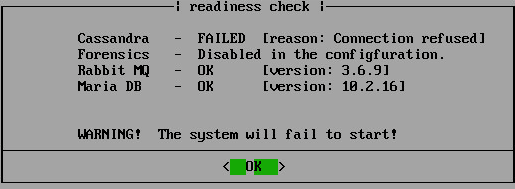 readiness check
Cassandra - FAILED [reason: Connection refused]
Forensics - Disabled in the configfuration.
Rabbit MQ - OK [version: 3.6.9]
Maria DB - OK [version: 10.2.16]
WARNING! The system will fail to start!
< OK >